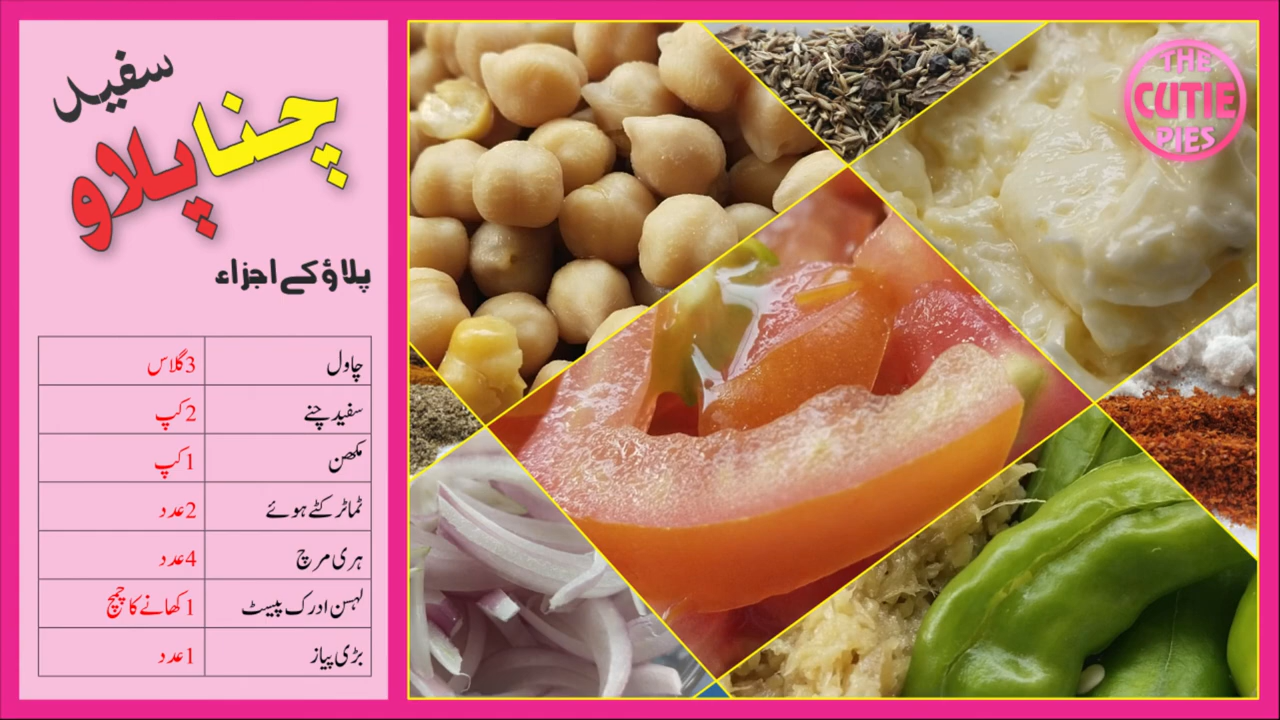 سفید
چنا پلاو
پلاؤ کے اجزاء
چاول 3 گلاس
سفید چنے 2 کپ
مکھن 1 کپ
ٹماٹر کٹے ہوئے 2 عدد
ہری مرچ 4 عدد
لہسن ادرک پیسٹ 1 کھانے کا چمچ
بڑی پیاز 1 عدد
THE
CUTIE
PIES